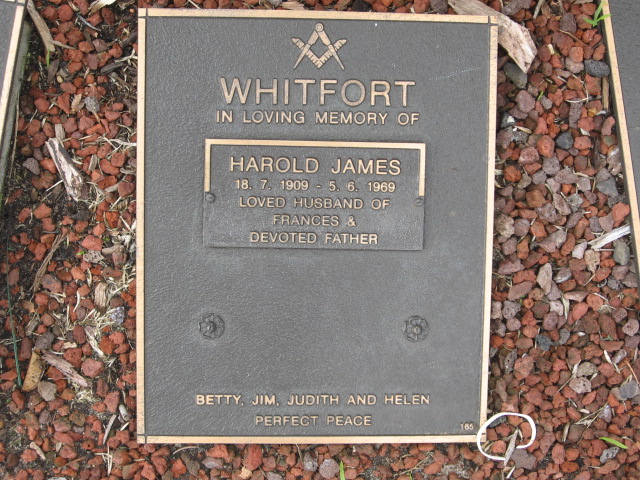 WHITFORT
IN LOVING MEMORY OF
HAROLD JAMES
18. 7. 1909 - 5. 6. 1969
LOVED HUSBAND OF
FRANCES &
DEVOTED FATHER
BETTY, JIM, JUDITH AND HELEN
PERFECT PEACE
165